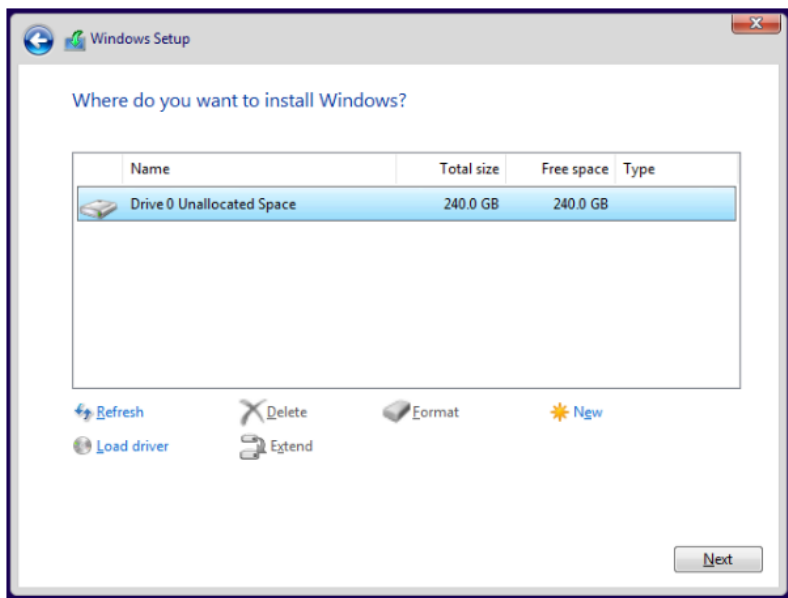 Windows Setup
Where do you want to install Windows?
Name Total size Free space Type
Drive 0 Unallocated Space 240.0 GB 240.0 GB
Refresh Delete Format New
Load driver Extend
Next